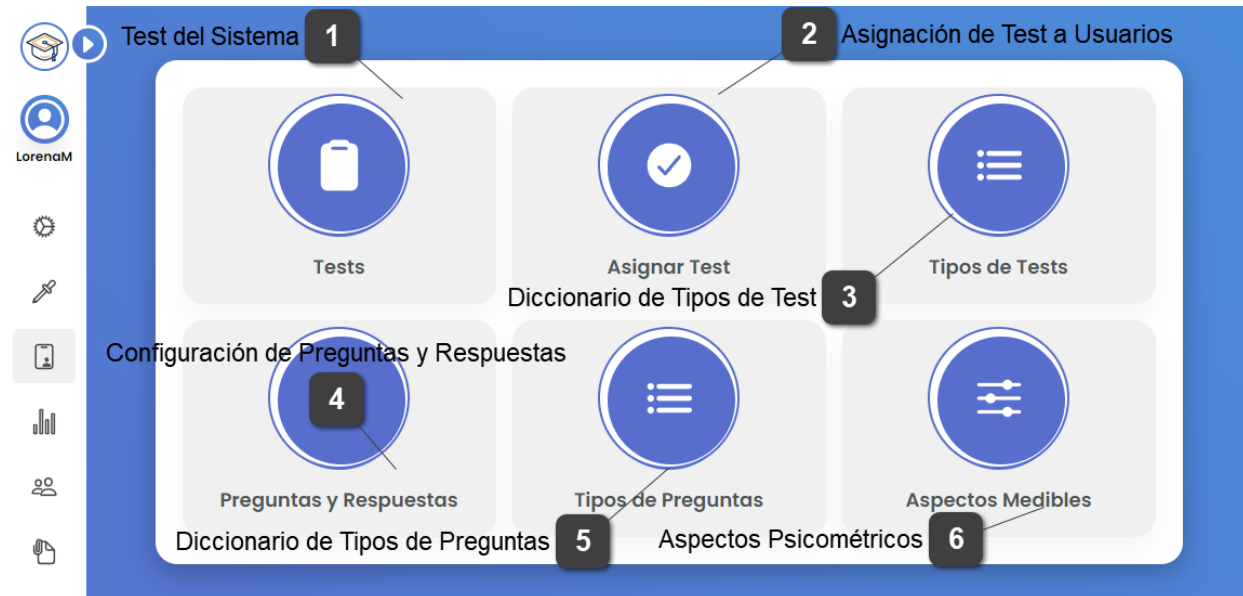 Test del Sistema 1
2 Asignación de Test a Usuarios
LorenaM
Tests
Asignar Test
Tipos de Tests
Diccionario de Tipos de Test 3
Configuración de Preguntas y Respuestas
4
Preguntas y Respuestas
Tipos de Preguntas
Aspectos Medibles
Diccionario de Tipos de Preguntas 5
Aspectos Psicométricos 6